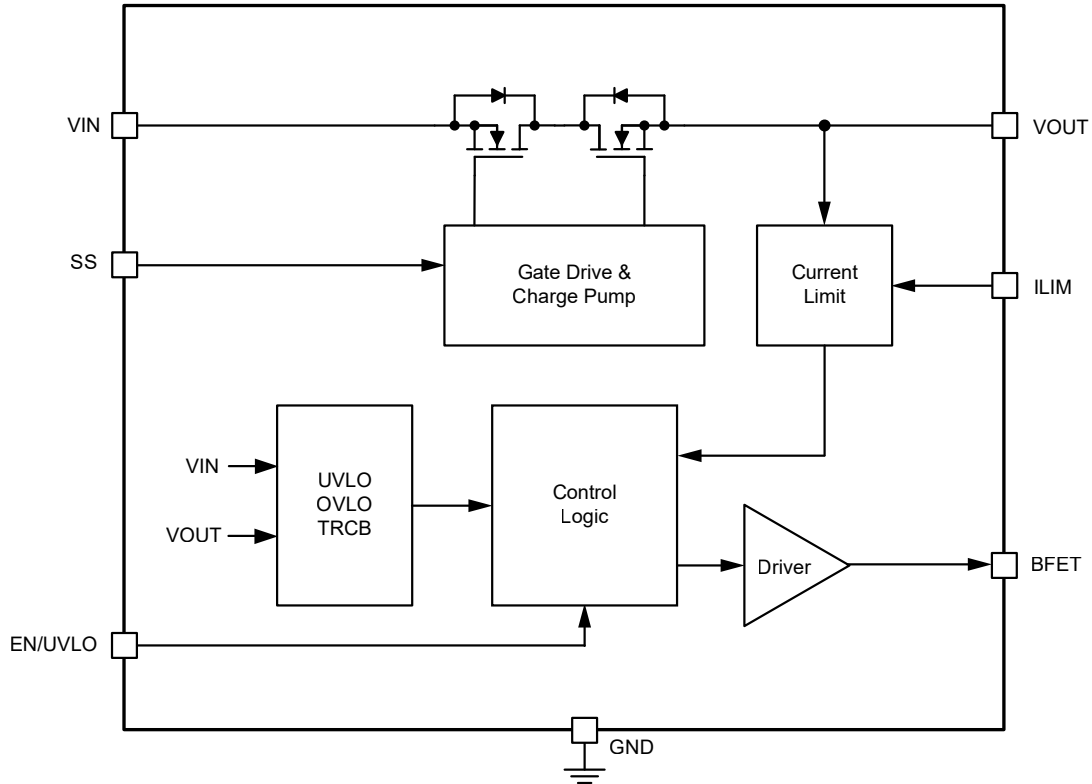 VIN
VOUT
SS
Gate Drive &
Charge Pump
Current
Limit
ILIM
VIN
VOUT
UVLO
OVLO
TRCB
Control
Logic
Driver
BFET
EN/UVLO
GND